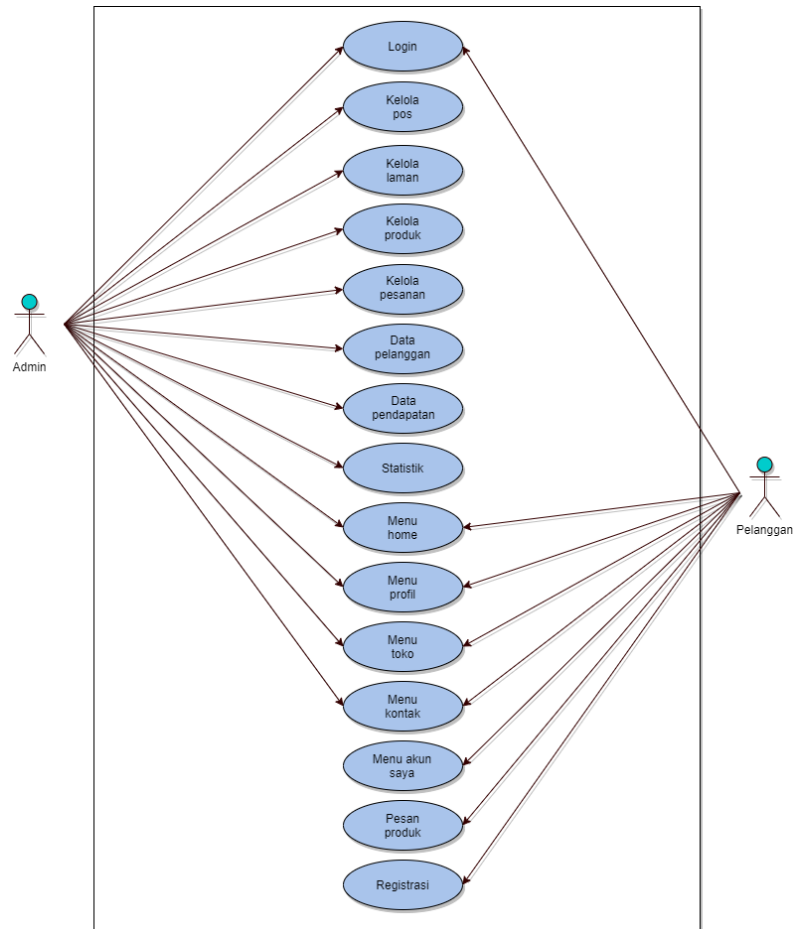 Login
Kelola
pos
Kelola
laman
Kelola
produk
Kelola
pesanan
Admin
Data
pelanggan
Data
pendapatan
Statistik
Menu
home
Pelanggan
Menu
profil
Menu
toko
Menu
kontak
Menu akun
saya
Pesan
produk
Registrasi